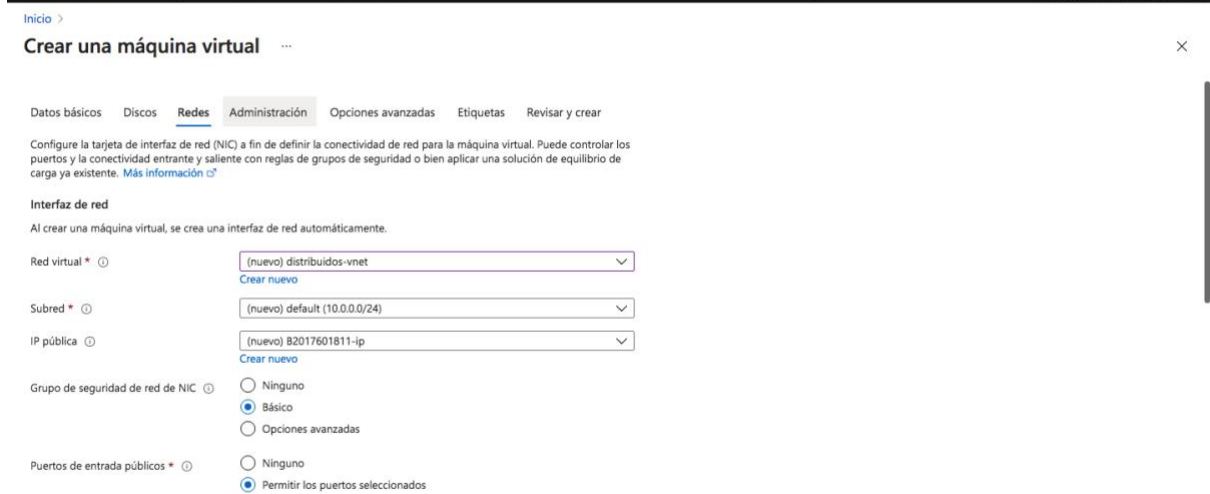 Inicio >
Crear una máquina virtual ...
Datos básicos Discos Redes Administración Opciones avanzadas Etiquetas Revisar y crear
Configure la tarjeta de interfaz de red (NIC) a fin de definir la conectividad de red para la máquina virtual. Puede controlar los
puertos y la conectividad entrante y saliente con reglas de grupos de seguridad o bien aplicar una solución de equilibrio de
carga ya existente. Más información
Interfaz de red
Al crear una máquina virtual, se crea una interfaz de red automáticamente.
Red virtual * (nuevo) distribuidos-vnet
Crear nuevo
Subred * (nuevo) default (10.0.0.0/24)
IP pública (nuevo) B2017601811-ip
Crear nuevo
Grupo de seguridad de red de NIC Ninguno
Básico
Opciones avanzadas
Puertos de entrada públicos * Ninguno
Permitir los puertos seleccionados